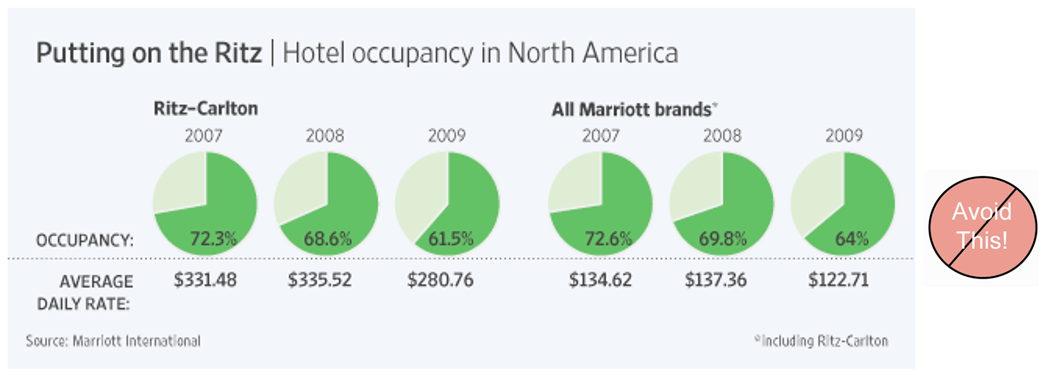 Putting on the Ritz | Hotel occupancy in North America
Ritz-Carlton
2007 2008 2009
All Marriott brands*
2007 2008 2009
OCCUPANCY: 72.3% 68.6% 61.5% 72.6% 69.8% 64%
AVERAGE
DAILY RATE: $331.48 $335.52 $280.76 $134.62 $137.36 $122.71
Source: Marriott International
*Including Ritz-Carlton
Avoid
This!